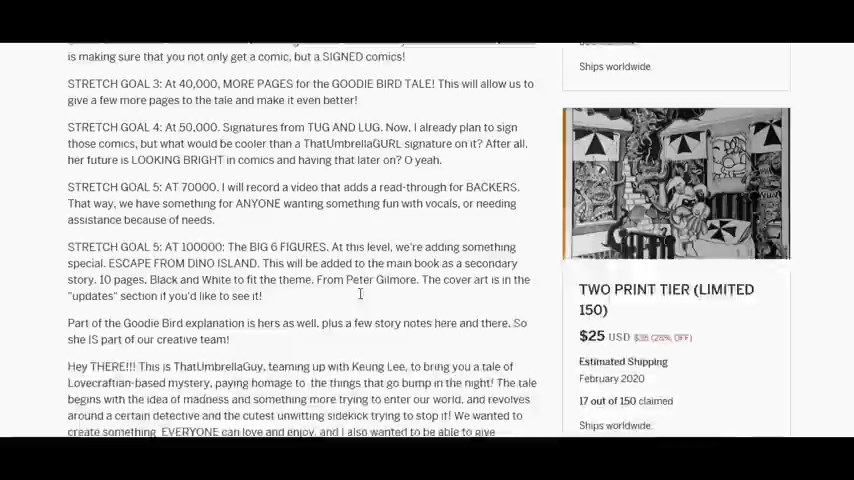 is making sure that you not only get a comic, but a SIGNED comics!
STRETCH GOAL 3: At 40,000, MORE PAGES for the GOODIE BIRD TALE! This will allow us to
give a few more pages to the tale and make it even better!
STRETCH GOAL 4: At 50,000. Signatures from TUG AND LUG. Now, I already plan to sign
those comics, but what would be cooler than a ThatUmbrellaGURL signature on it? After all,
her future is LOOKING BRIGHT in comics and having that later on? O yeah.
STRETCH GOAL 5: AT 70000. I will record a video that adds a read-through for BACKERS.
That way, we have something for ANYONE wanting something fun with vocals, or needing
assistance because of needs.
STRETCH GOAL 5: AT 100000: The BIG 6 FIGURES. At this level, we're adding something
special. ESCAPE FROM DINO ISLAND. This will be added to the main book as a secondary
story. 10 pages, Black and White to fit the theme. From Peter Gilmore. The cover art is in the
"updates" section if you'd like to see it!
Part of the Goodie Bird explanation is hers as well, plus a few story notes here and there. So
she IS part of our creative team!
Hey THERE!!! This is ThatUmbrellaGuy, teaming up with Keung Lee, to bring you a tale of
Lovecraftian-based mystery, paying homage to the things that go bump in the night! The tale
begins with the idea of madness and something more trying to enter our world, and revolves
around a certain detective and the cutest unwitting sidekick trying to stop it! We wanted to
create something EVERYONE can love and enjoy, and I also wanted to be able to give
Ships worldwide.
TWO PRINT TIER (LIMITED
150)
$25 USD $35 (28% OFF)
Estimated Shipping
February 2020
17 out of 150 claimed
Ships worldwide.